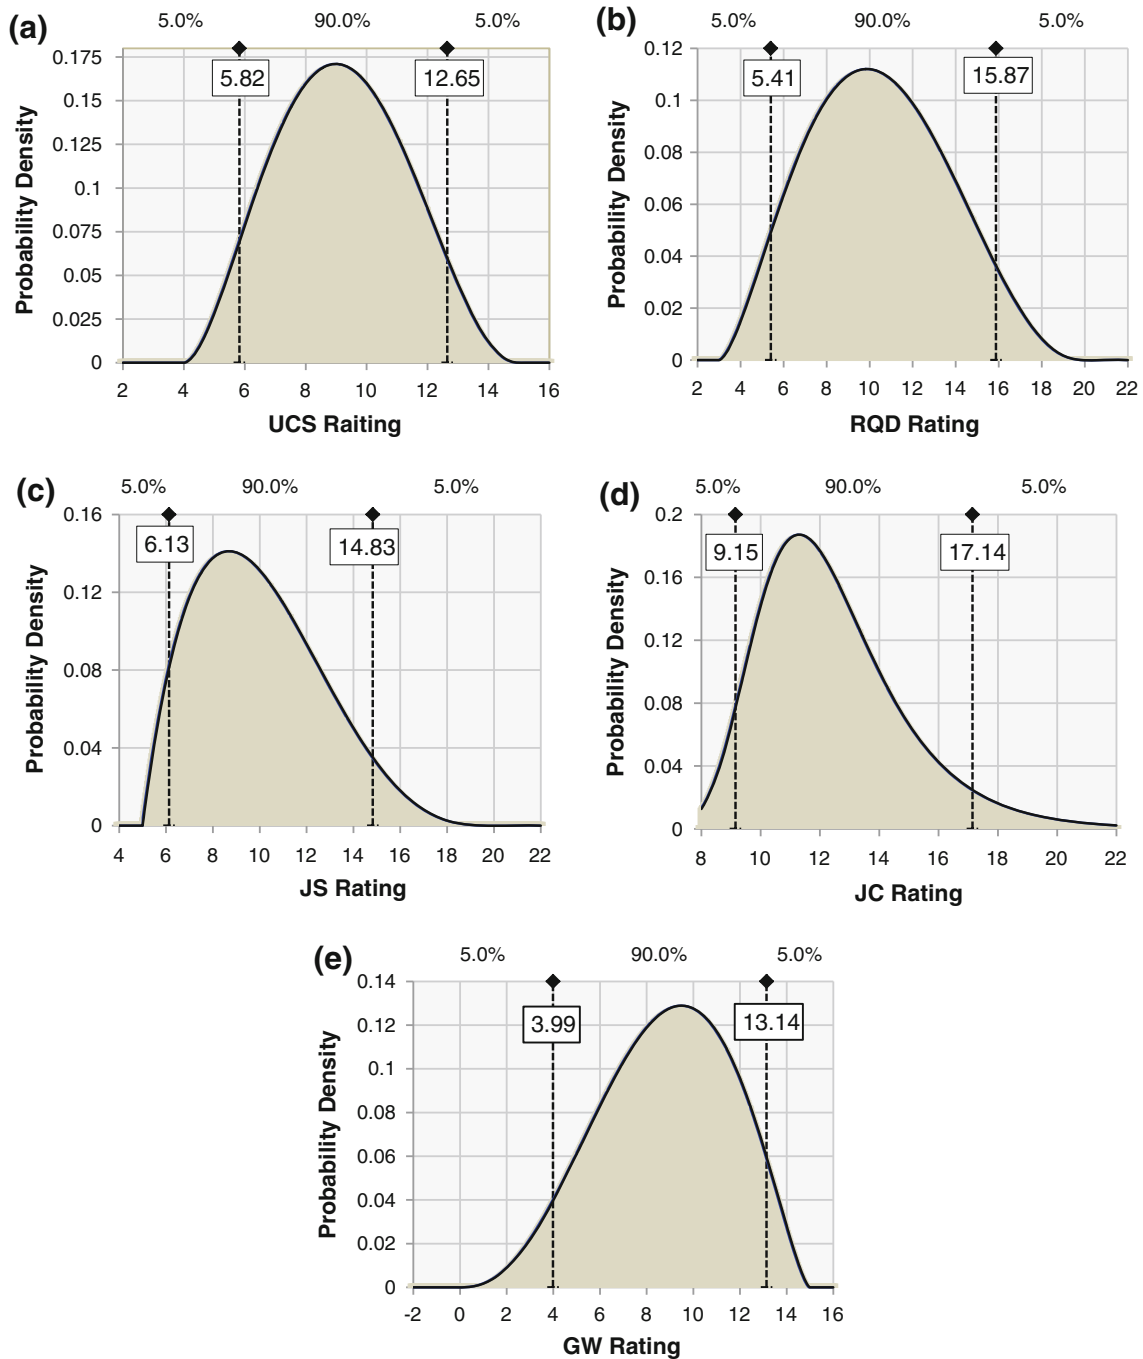 (a)
5.0% 90.0% 5.0%
0.175
0.15
0.125
0.1
0.075
0.05
0.025
0
Probability Density
5.82 12.65
2 4 6 8 10 12 14 16
UCS Raiting
(b)
5.0% 90.0% 5.0%
0.12
0.1
0.08
0.06
0.04
0.02
0
Probability Density
5.41 15.87
2 4 6 8 10 12 14 16 18 20 22
RQD Rating
(c)
5.0% 90.0% 5.0%
0.16
0.12
0.08
0.04
0
Probability Density
6.13 14.83
4 6 8 10 12 14 16 18 20 22
JS Rating
(d)
5.0% 90.0% 5.0%
0.2
0.16
0.12
0.08
0.04
0
Probability Density
9.15 17.14
8 10 12 14 16 18 20 22
JC Rating
(e)
5.0% 90.0% 5.0%
0.14
0.12
0.1
0.08
0.06
0.04
0.02
0
Probability Density
3.99 13.14
-2 0 2 4 6 8 10 12 14 16
GW Rating